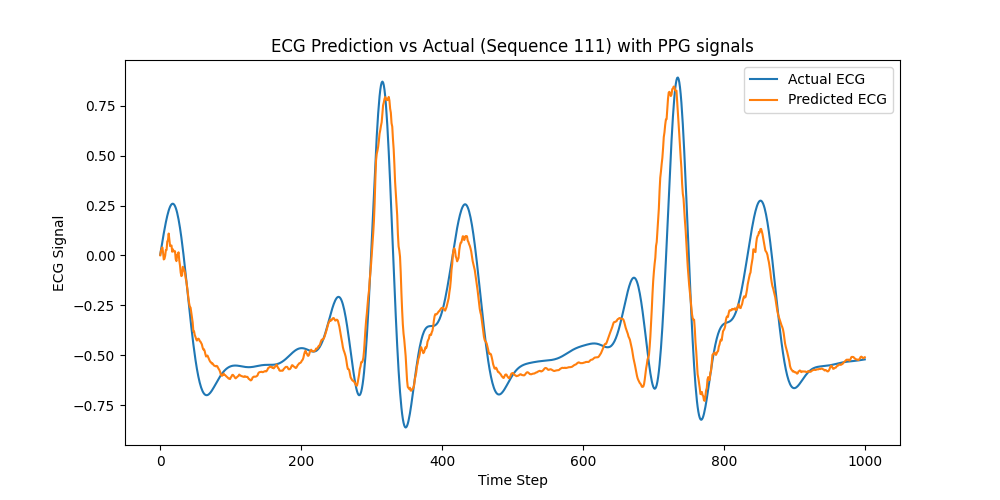 ECG Prediction vs Actual (Sequence 111) with PPG signals
Actual ECG
Predicted ECG
ECG Signal
0.75
0.50
0.25
0.00
−0.25
−0.50
−0.75
0 200 400 600 800 1000
Time Step